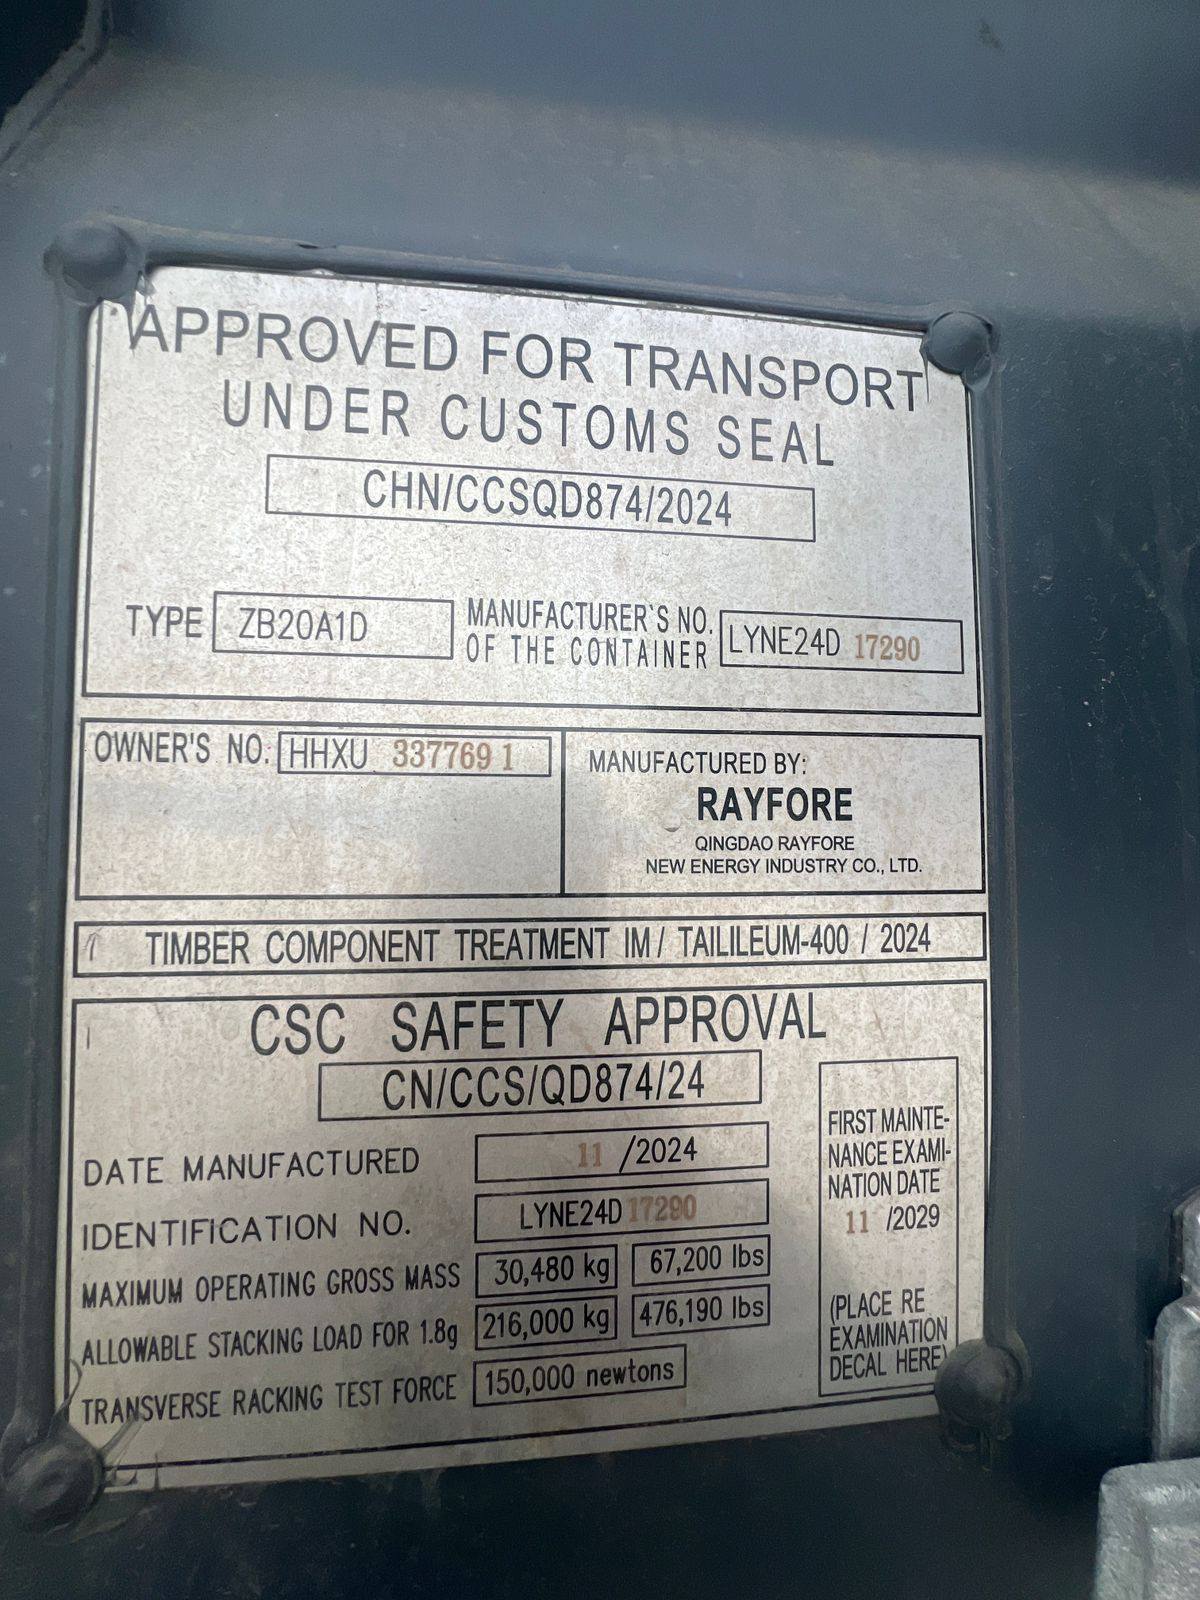 APPROVED FOR TRANSPORT
UNDER CUSTOMS SEAL
CHN/CCSQD874/2024
TYPE ZB20A1D MANUFACTURER'S NO. OF THE CONTAINER LYNE24D 17290
OWNER'S NO. HHXU 337769 1
MANUFACTURED BY:
RAYFORE
QINGDAO RAYFORE
NEW ENERGY INDUSTRY CO., LTD.
TIMBER COMPONENT TREATMENT IM / TAILILEUM-400 / 2024
CSC SAFETY APPROVAL
CN/CCS/QD874/24
DATE MANUFACTURED 11 /2024
IDENTIFICATION NO. LYNE24D 17290
MAXIMUM OPERATING GROSS MASS 30,480 kg 67,200 lbs
ALLOWABLE STACKING LOAD FOR 1.8g 216,000 kg 476,190 lbs
TRANSVERSE RACKING TEST FORCE 150,000 newtons
FIRST MAINTE-
NANCE EXAMI-
NATION DATE
11 /2029
(PLACE RE
EXAMINATION
DECAL HERE)